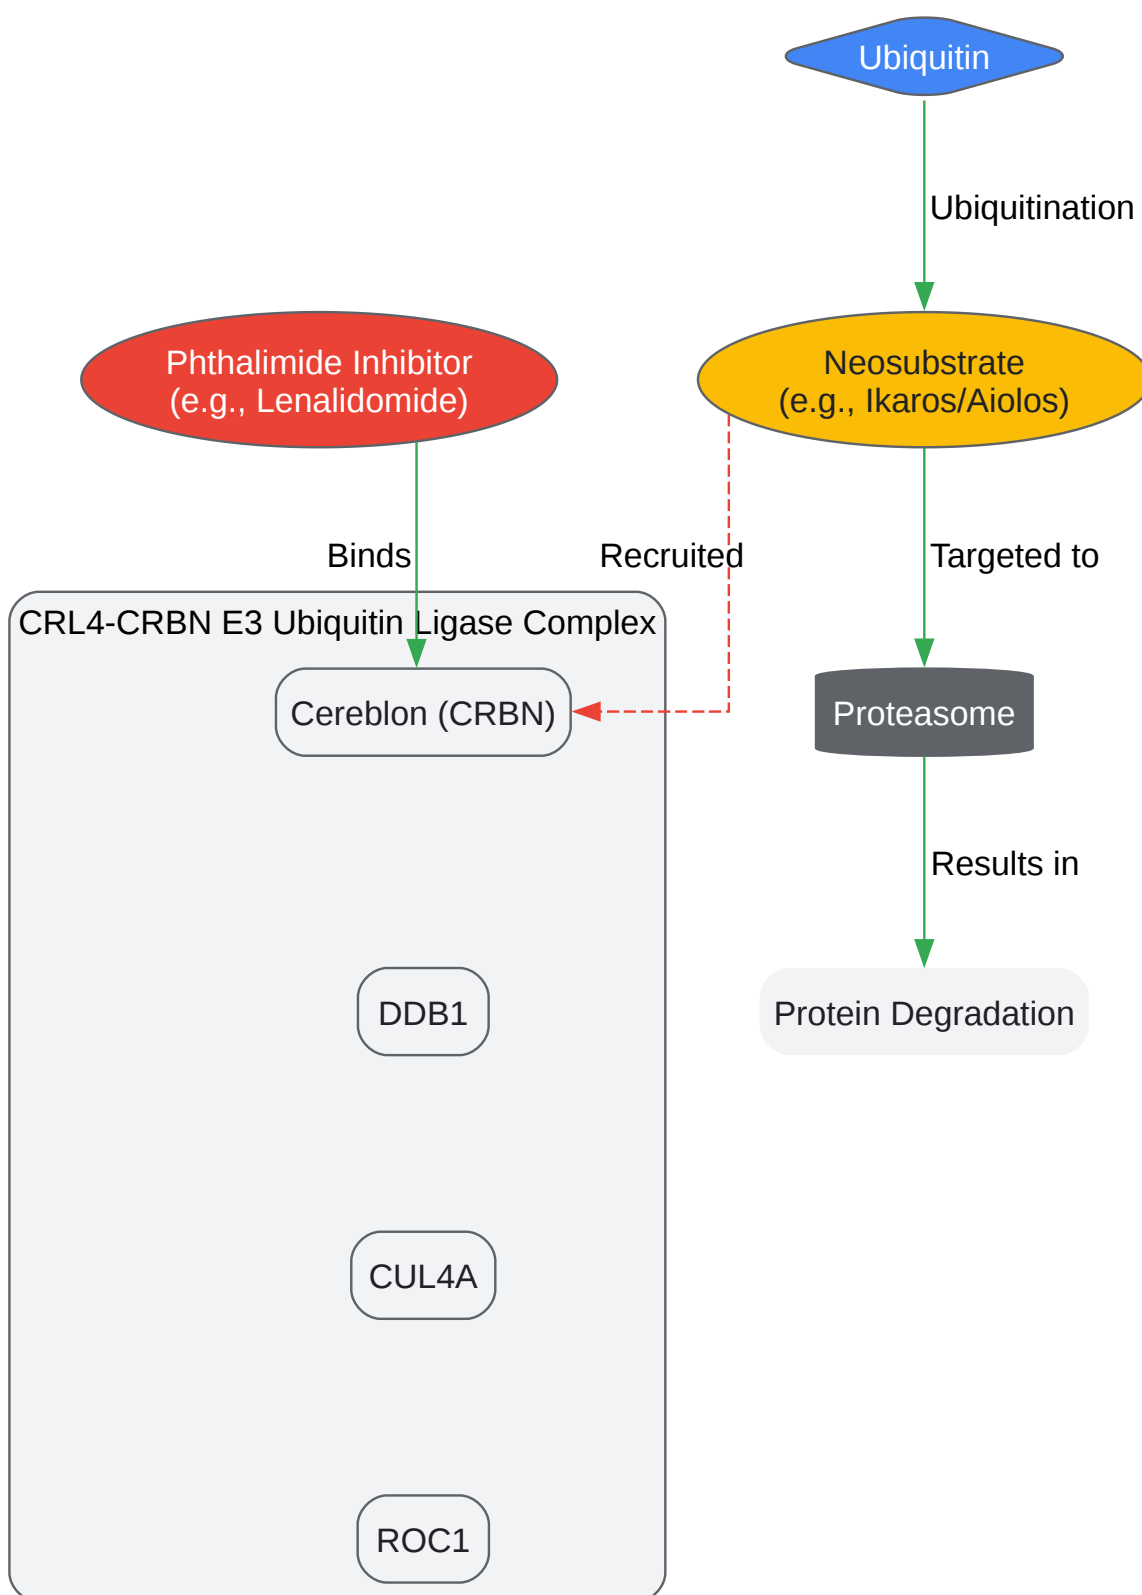 Ubiquitin
Ubiquitination
Phthalimide Inhibitor
(e.g., Lenalidomide)
Neosubstrate
(e.g., Ikaros/Aiolos)
Binds
Recruited
Targeted to
CRL4-CRBN E3 Ubiquitin Ligase Complex
Cereblon (CRBN)
Proteasome
Results in
DDB1
Protein Degradation
CUL4A
ROC1